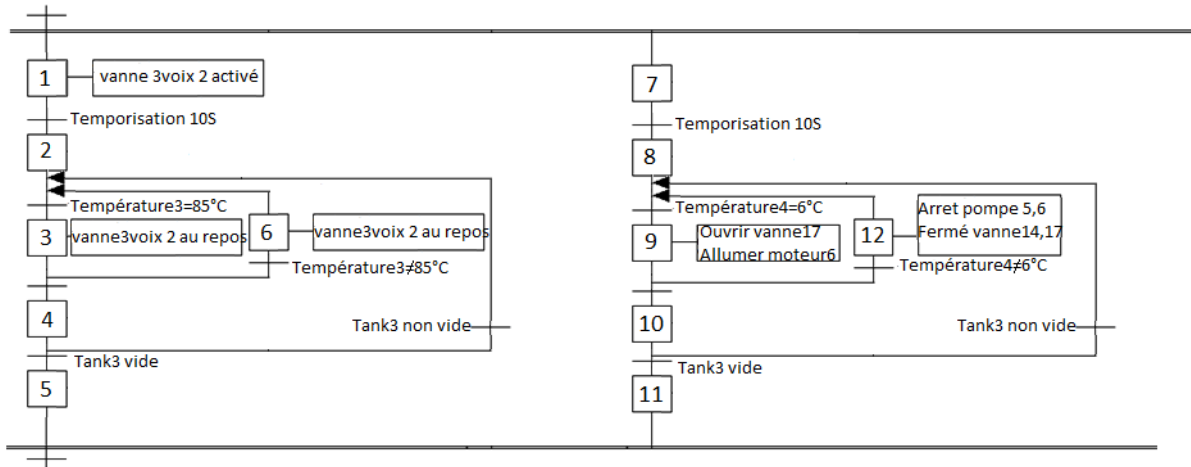 1
vanne 3voix 2 activé
Temporisation 10S
2
Température3=85°C
3
vanne3voix 2 au repos
6
vanne3voix 2 au repos
Température3≠85°C
4
Tank3 non vide
Tank3 vide
5
7
Temporisation 10S
8
Température4=6°C
9
Ouvrir vanne17
Allumer moteur6
12
Arret pompe 5,6
Fermé vanne14,17
Température4≠6°C
10
Tank3 non vide
Tank3 vide
11